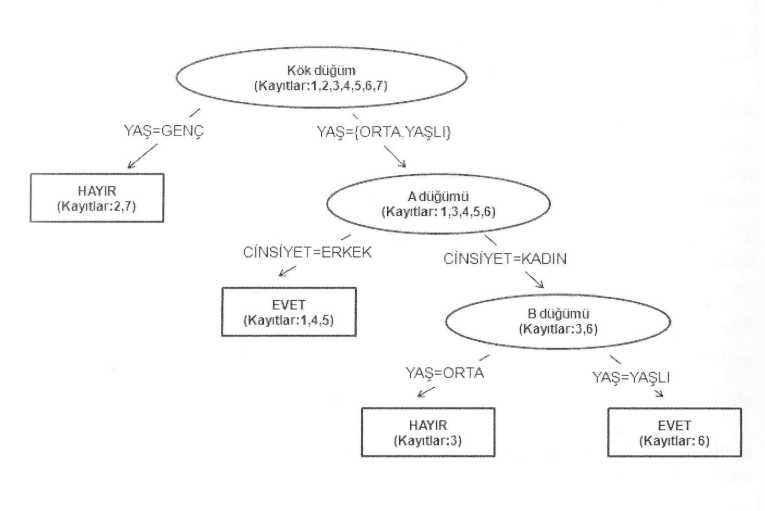 Kök düğüm
(Kayıtlar:1,2,3,4,5,6,7)
YAŞ=GENÇ
YAŞ={ORTA,YAŞLI}
HAYIR
(Kayıtlar:2,7)
A düğümü
(Kayıtlar: 1,3,4,5,6)
CİNSİYET=ERKEK
CİNSİYET=KADIN
EVET
(Kayıtlar:1,4,5)
B düğümü
(Kayıtlar:3,6)
YAŞ=ORTA
YAŞ=YAŞLI
HAYIR
(Kayıtlar:3)
EVET
(Kayıtlar: 6)